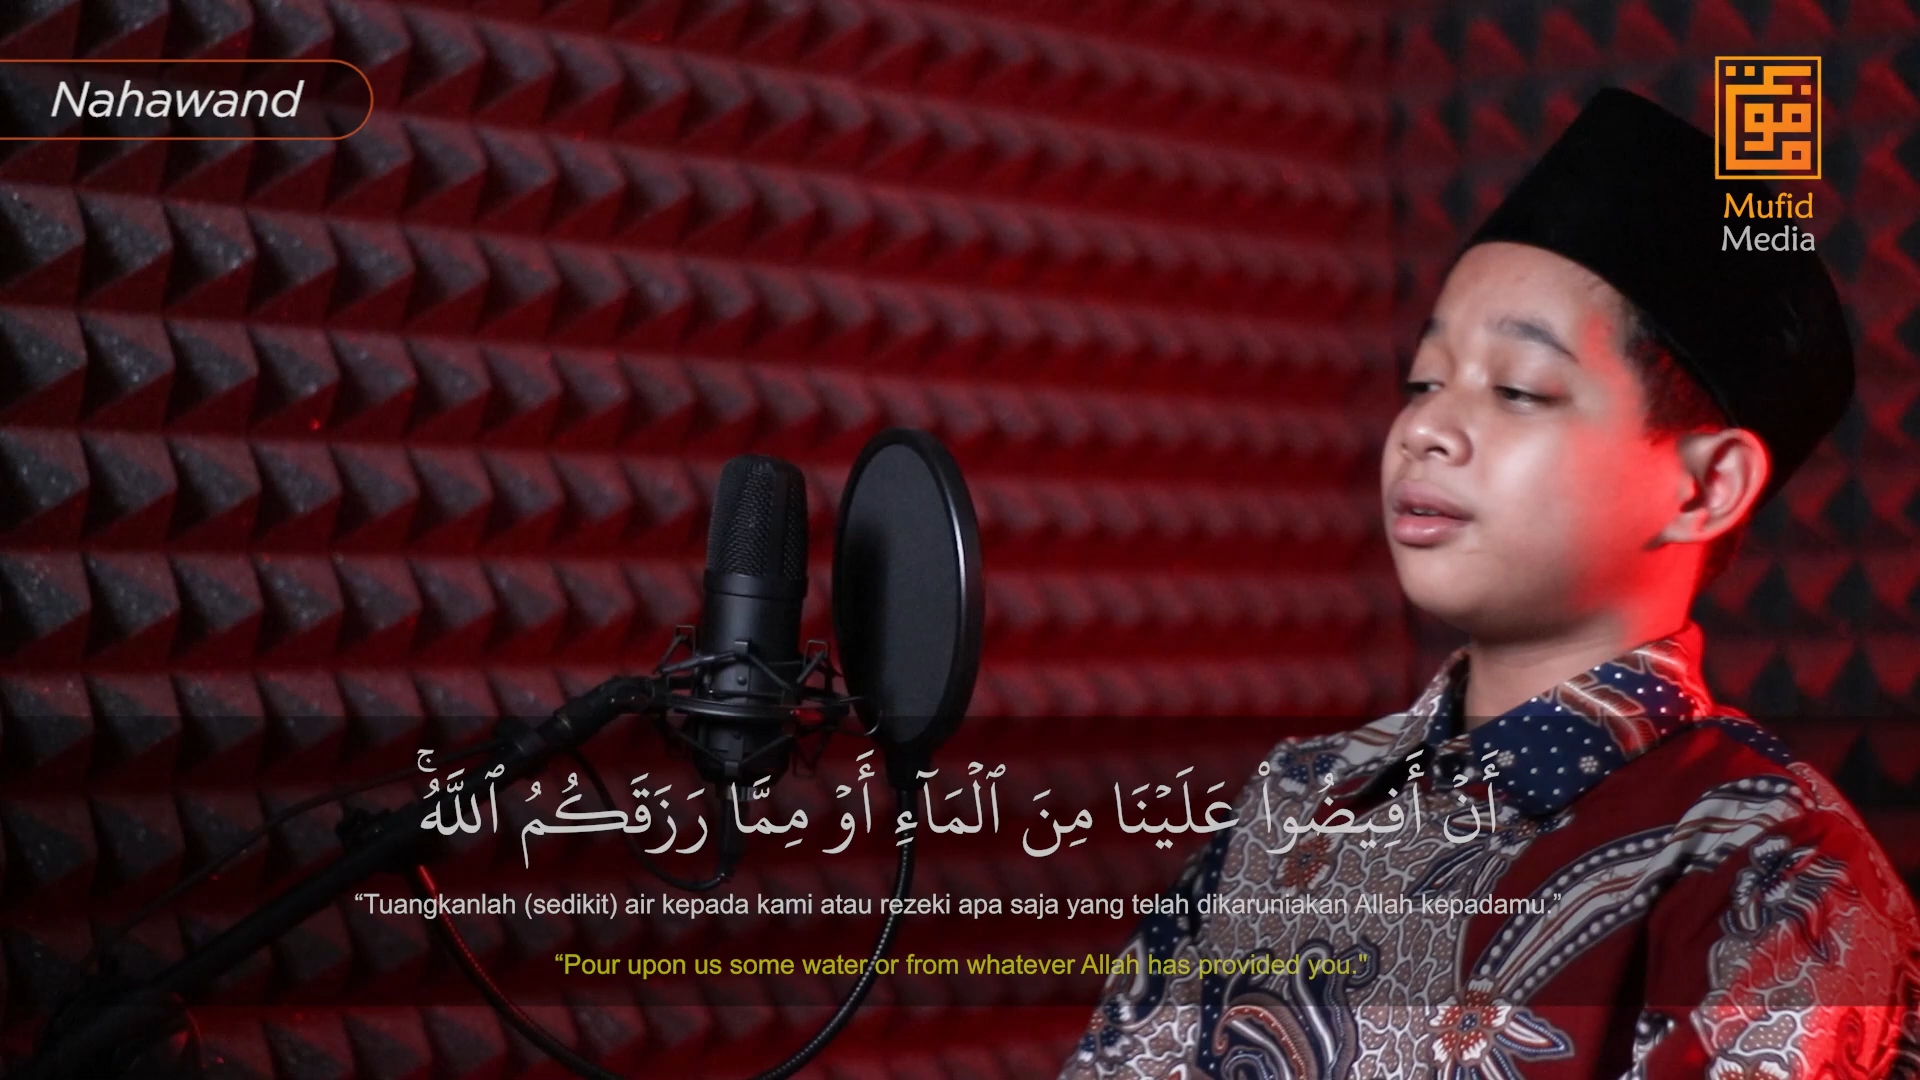 Nahawand
Mufid
Media
أَنۡ أَفِيضُواْ عَلَيۡنَا مِنَ ٱلۡمَآءِ أَوۡ مِمَّا رَزَقَكُمُ ٱللَّهُۚ
“Tuangkanlah (sedikit) air kepada kami atau rezeki apa saja yang telah dikaruniakan Allah kepadamu.”
“Pour upon us some water or from whatever Allah has provided you."